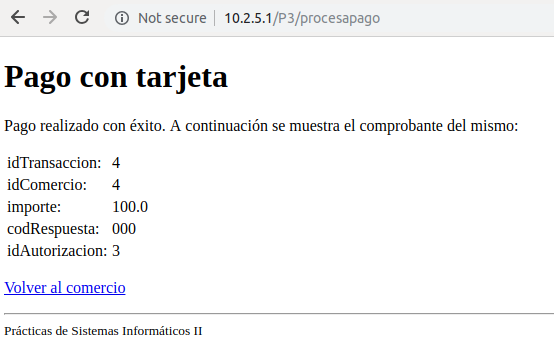 Not secure | 10.2.5.1/P3/procesapago
Pago con tarjeta
Pago realizado con éxito. A continuación se muestra el comprobante del mismo:
idTransaccion: 4
idComercio: 4
importe: 100.0
codRespuesta: 000
idAutorizacion: 3
Volver al comercio
Prácticas de Sistemas Informáticos II